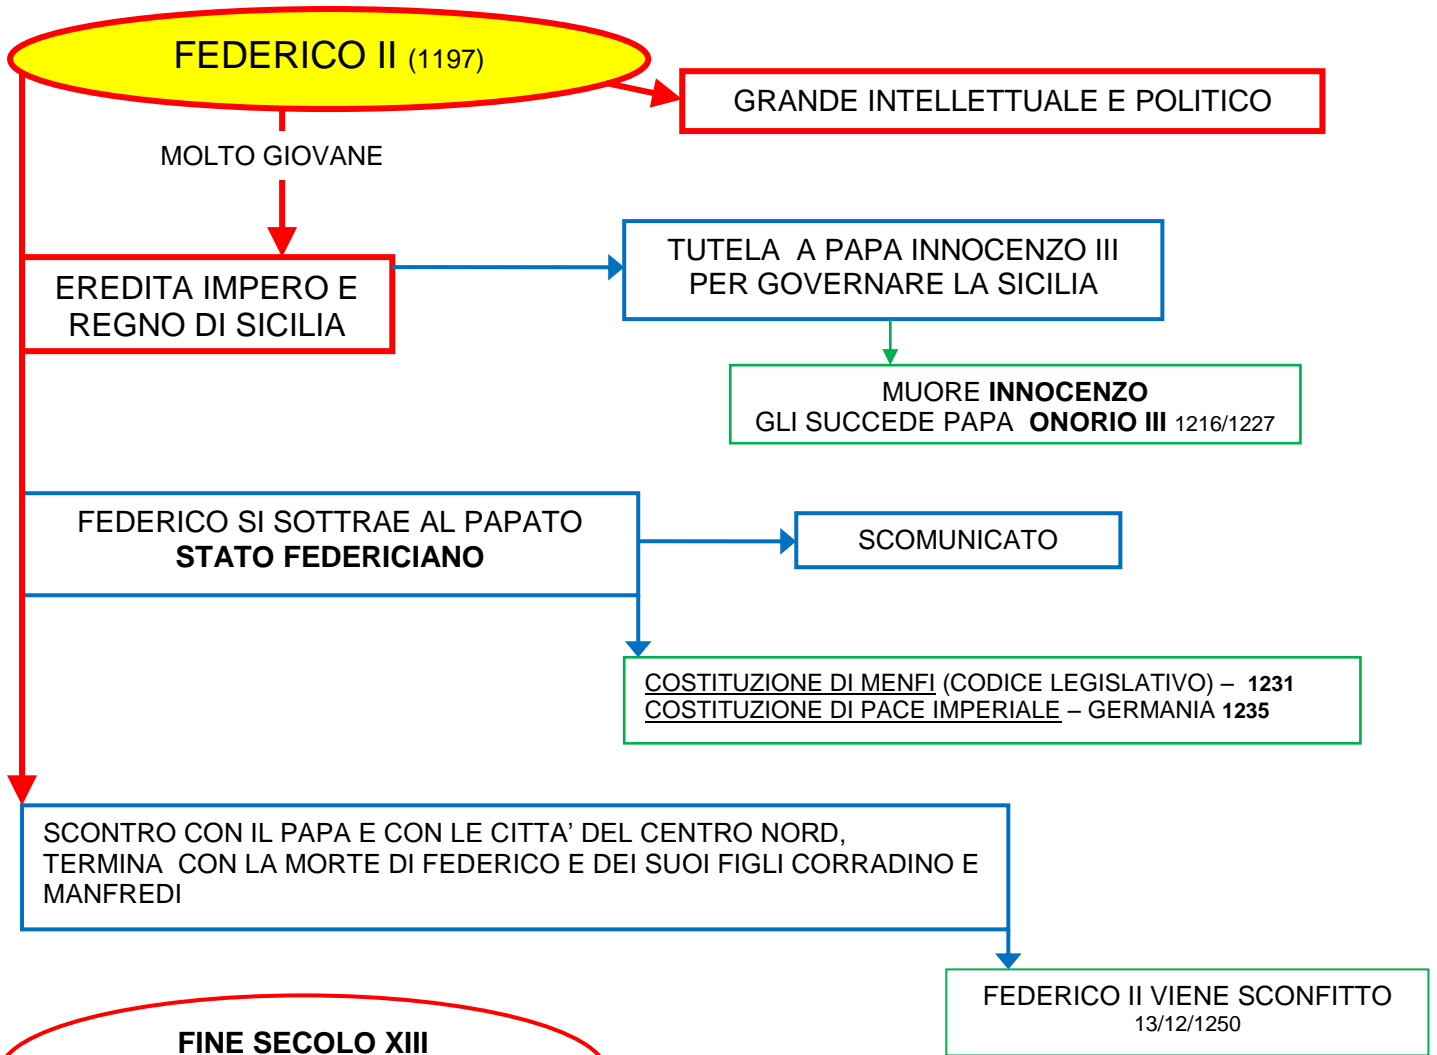 FEDERICO II (1197)
GRANDE INTELLETTUALE E POLITICO
MOLTO GIOVANE
EREDITA IMPERO E
REGNO DI SICILIA
TUTELA A PAPA INNOCENZO III
PER GOVERNARE LA SICILIA
MUORE INNOCENZO
GLI SUCCEDE PAPA ONORIO III 1216/1227
FEDERICO SI SOTTRAE AL PAPATO
STATO FEDERICIANO
SCOMUNICATO
COSTITUZIONE DI MENFI (CODICE LEGISLATIVO) – 1231
COSTITUZIONE DI PACE IMPERIALE – GERMANIA 1235
SCONTRO CON IL PAPA E CON LE CITTA’ DEL CENTRO NORD,
TERMINA CON LA MORTE DI FEDERICO E DEI SUOI FIGLI CORRADINO E
MANFREDI
FEDERICO II VIENE SCONFITTO
13/12/1250
FINE SECOLO XIII